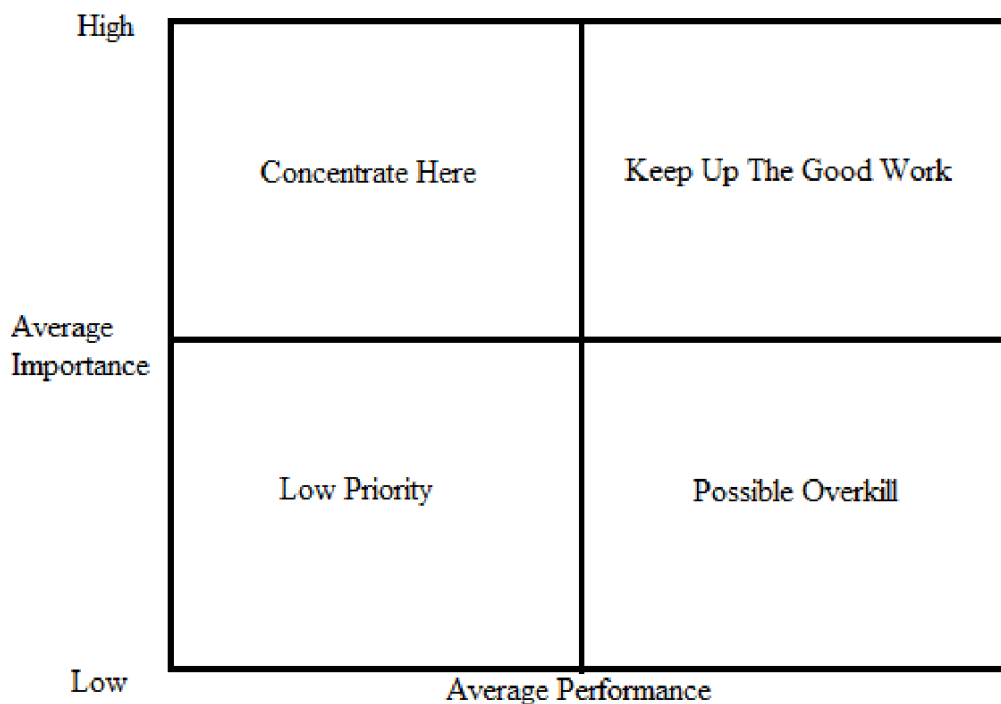 High
Concentrate Here
Keep Up The Good Work
Average
Importance
Low Priority
Possible Overkill
Low
Average Performance